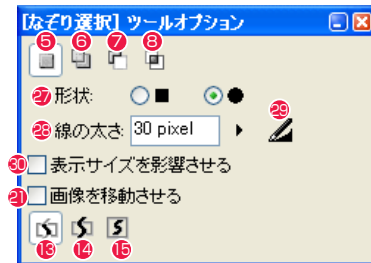 [なぞり選択] ツールオプション
5 6 7 8
27 形状:
28 線の太さ: 30 pixel 29
30 表示サイズを影響させる
21 画像を移動させる
13 14 15